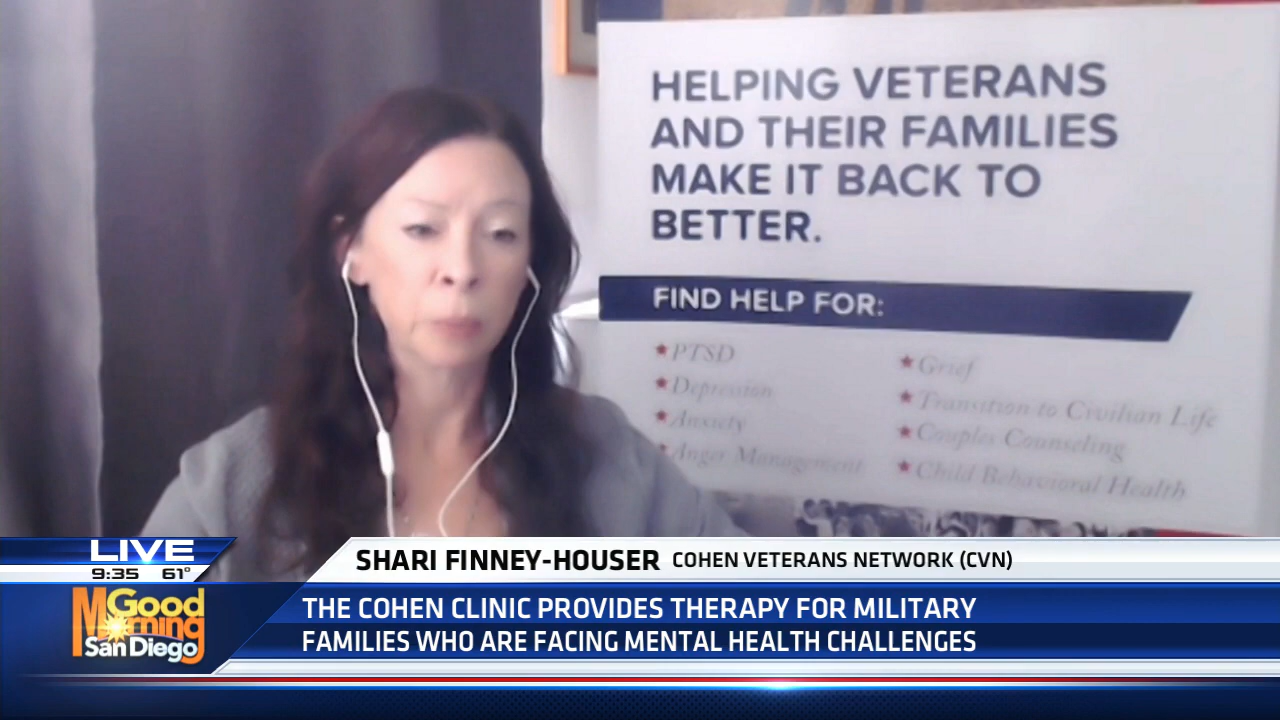 HELPING VETERANS
AND THEIR FAMILIES
MAKE IT BACK TO
BETTER.
FIND HELP FOR:
PTSD
Depression
Anxiety
Anger Management
Grief
Transition to Civilian Life
Couples Counseling
Child Behavioral Health
LIVE
9:35 61°
Good
Morning
San Diego
SHARI FINNEY-HOUSER COHEN VETERANS NETWORK (CVN)
THE COHEN CLINIC PROVIDES THERAPY FOR MILITARY
FAMILIES WHO ARE FACING MENTAL HEALTH CHALLENGES